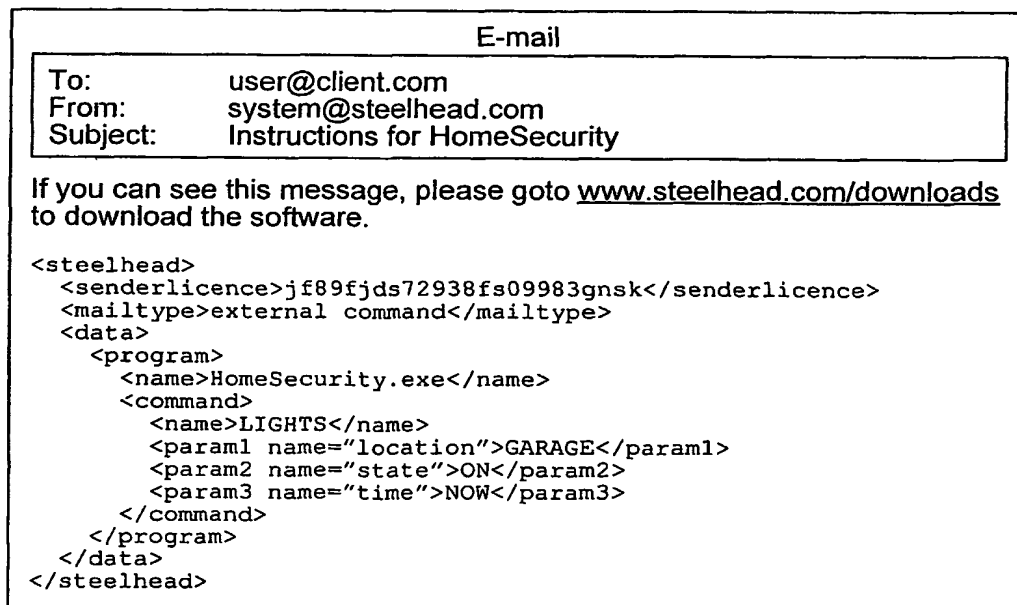 E-mail
To: user@client.com
From: system@steelhead.com
Subject: Instructions for HomeSecurity
If you can see this message, please goto www.steelhead.com/downloads
to download the software.
<steelhead>
  <senderlicence>jf89fjds72938fs09983gnsk</senderlicence>
  <mailtype>external command</mailtype>
  <data>
    <program>
      <name>HomeSecurity.exe</name>
      <command>
        <name>LIGHTS</name>
        <param1 name="location">GARAGE</param1>
        <param2 name="state">ON</param2>
        <param3 name="time">NOW</param3>
      </command>
    </program>
  </data>
</steelhead>